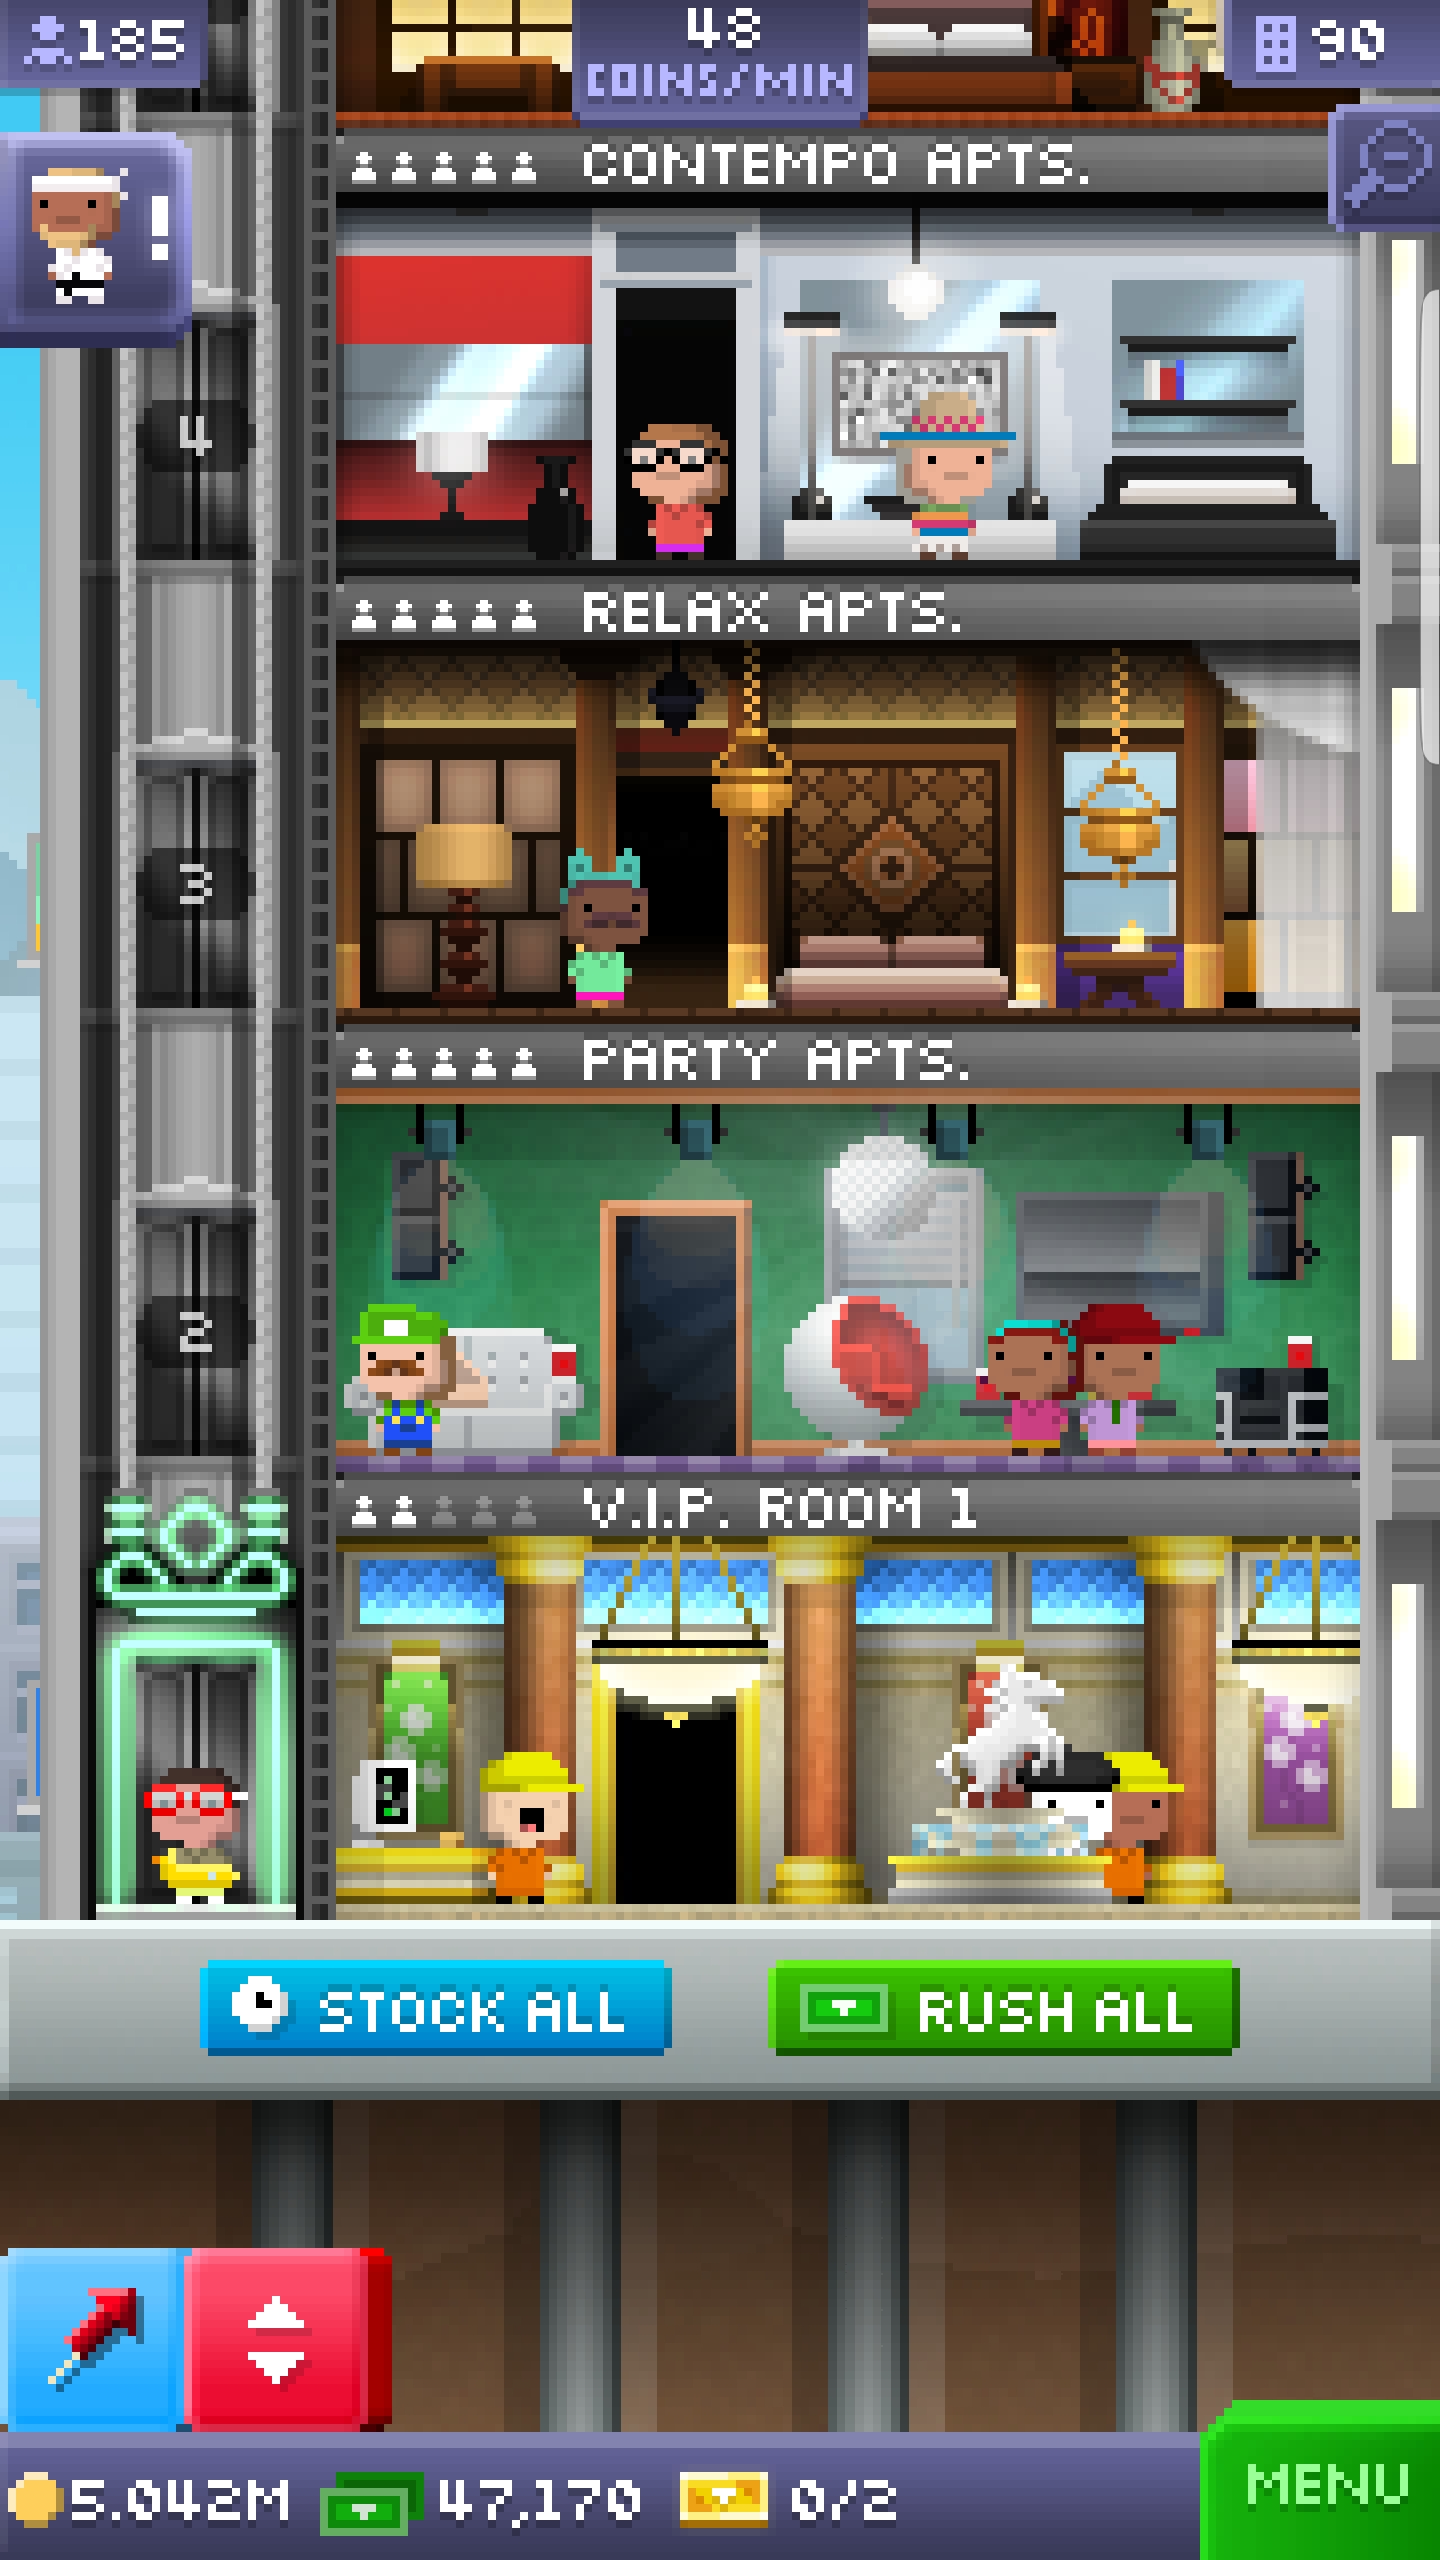 185
48
COINS/MIN
90
CONTEMPO APTS.
!
4
RELAX APTS.
3
PARTY APTS.
2
V.I.P. ROOM 1
STOCK ALL
RUSH ALL
5.042M
47,170
0/2
MENU